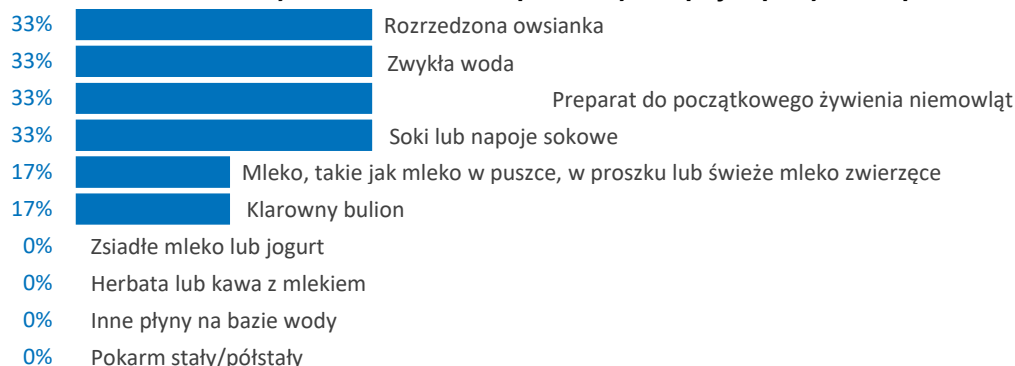 33% Rozrzedzona owsianka
33% Zwykła woda
33% Preparat do początkowego żywienia niemowląt
33% Soki lub napoje sokowe
17% Mleko, takie jak mleko w puszce, w proszku lub świeże mleko zwierzęce
17% Klarowny bulion
0% Zsiadłe mleko lub jogurt
0% Herbata lub kawa z mlekiem
0% Inne płyny na bazie wody
0% Pokarm stały/półstały